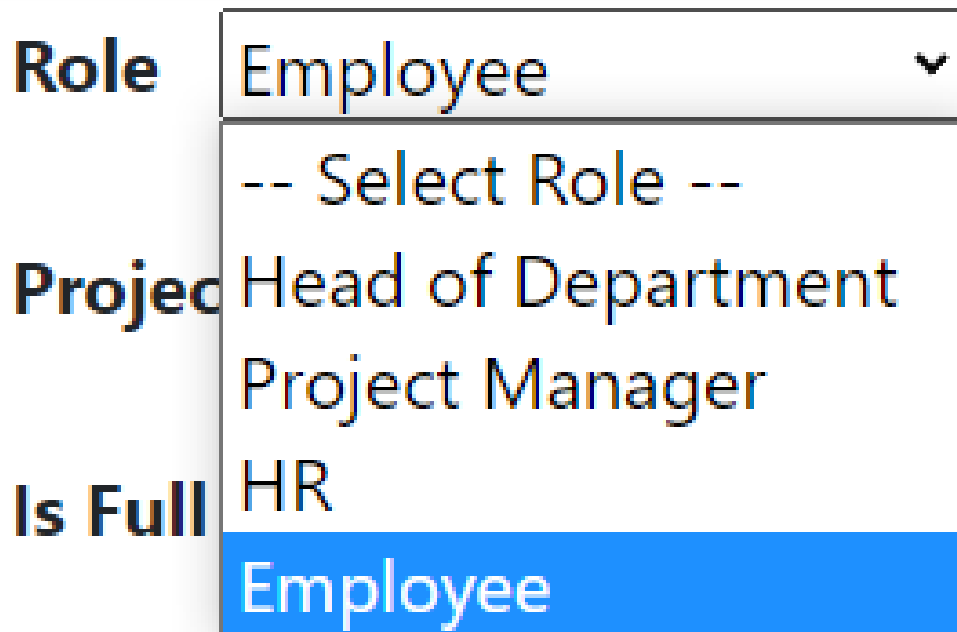 Role Employee
-- Select Role --
Head of Department
Projec
Project Manager
HR
Is Full
Employee